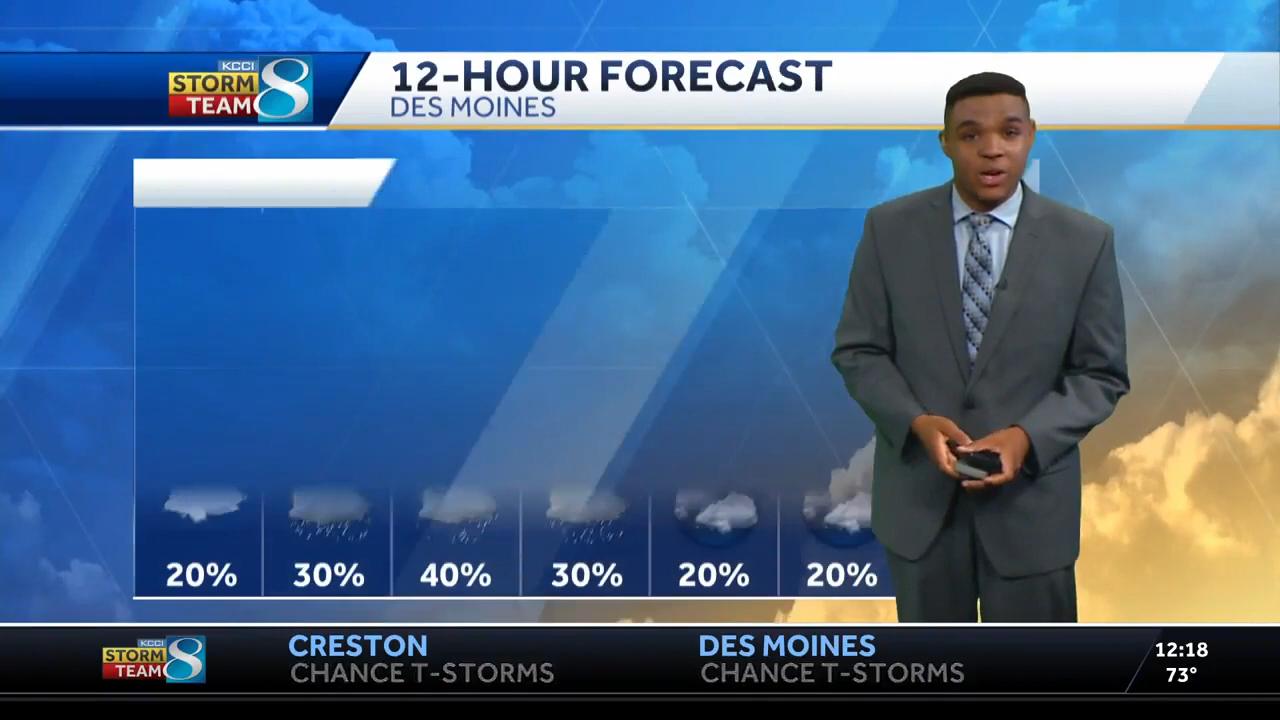 KCCI
STORM
TEAM 8
12-HOUR FORECAST
DES MOINES
20% 30% 40% 30% 20% 20%
KCCI
STORM
TEAM 8
CRESTON
CHANCE T-STORMS
DES MOINES
CHANCE T-STORMS
12:18
73°